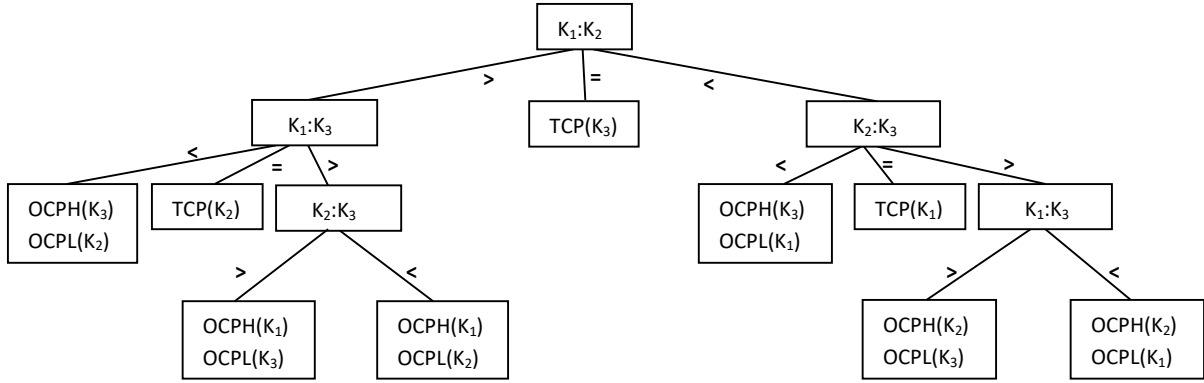 K₁:K₂
> = <
K₁:K₃
TCP(K₃)
K₂:K₃
< = >
< = >
OCPH(K₃)
OCPL(K₂)
TCP(K₂)
K₂:K₃
OCPH(K₃)
OCPL(K₁)
TCP(K₁)
K₁:K₃
> <
> <
OCPH(K₁)
OCPL(K₃)
OCPH(K₁)
OCPL(K₂)
OCPH(K₂)
OCPL(K₃)
OCPH(K₂)
OCPL(K₁)